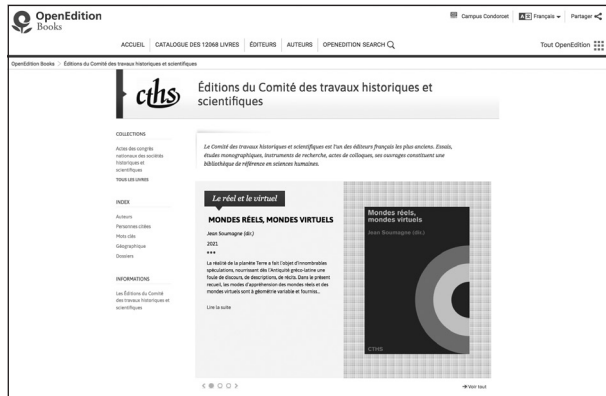 OpenEdition
Books
Campus Condorcet
Français
Partager
ACCUEIL
CATALOGUE DES 12068 LIVRES
ÉDITEURS
AUTEURS
OPENEDITION SEARCH
Tout OpenEdition
OpenEdition Books > Éditions du Comité des travaux historiques et scientifiques
cths
Éditions du Comité des travaux historiques et
scientifiques
COLLECTIONS
Actes des congrès
nationaux des sociétés
historiques et
scientifiques
TOUS LES LIVRES
INDEX
Auteurs
Personnes citées
Mots clés
Géographique
Dossiers
INFORMATIONS
Les Éditions du Comité
des travaux historiques et
scientifiques
Le Comité des travaux historiques et scientifiques est l'un des éditeurs français les plus anciens. Essais,
études monographiques, instruments de recherche, actes de colloques, ses ouvrages constituent une
bibliothèque de référence en sciences humaines.
Le réel et le virtuel
MONDES RÉELS, MONDES VIRTUELS
Jean Soumagne (dir.)
2021
***
La réalité de la planète Terre a fait l'objet d'innombrables
spéculations, nourrissant dès l'Antiquité gréco-latine une
foule de discours, de descriptions, de récits. Dans le présent
recueil, les modes d'appréhension des mondes réels et des
mondes virtuels sont à géométrie variable et fournis...
Lire la suite
Mondes réels,
mondes virtuels
Jean Soumagne (dir.)
CTHS
Voir tout